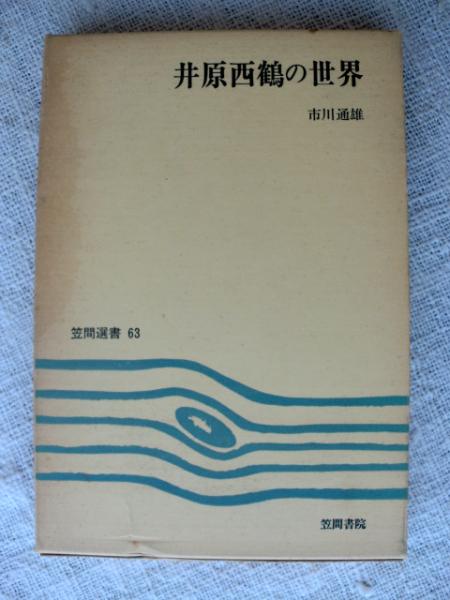 井原西鶴の世界
市川通雄
笠間選書 63
笠間書院